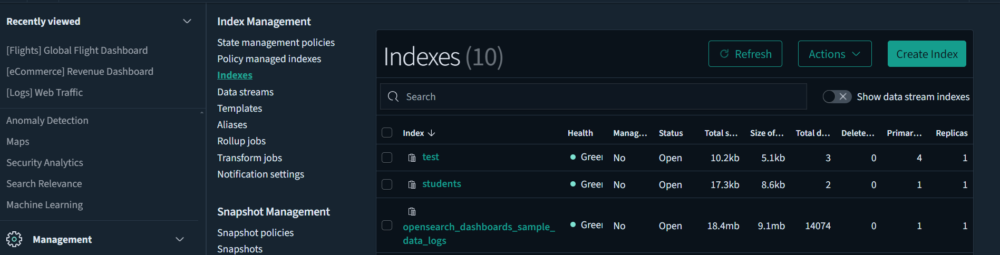 Recently viewed
[Flights] Global Flight Dashboard
[eCommerce] Revenue Dashboard
[Logs] Web Traffic
Anomaly Detection
Maps
Security Analytics
Search Relevance
Machine Learning
Management
Index Management
State management policies
Policy managed indexes
Indexes
Data streams
Templates
Aliases
Rollup jobs
Transform jobs
Notification settings
Snapshot Management
Snapshot policies
Snapshots
Indexes (10)
Refresh
Actions
Create Index
Search
Show data stream indexes
Index Health Manag... Status Total s... Size of... Total d... Delete... Primar... Replicas
test Green No Open 10.2kb 5.1kb 3 0 4 1
students Green No Open 17.3kb 8.6kb 2 0 1 1
opensearch_dashboards_sample_
data_logs Green No Open 18.4mb 9.1mb 14074 0 1 1